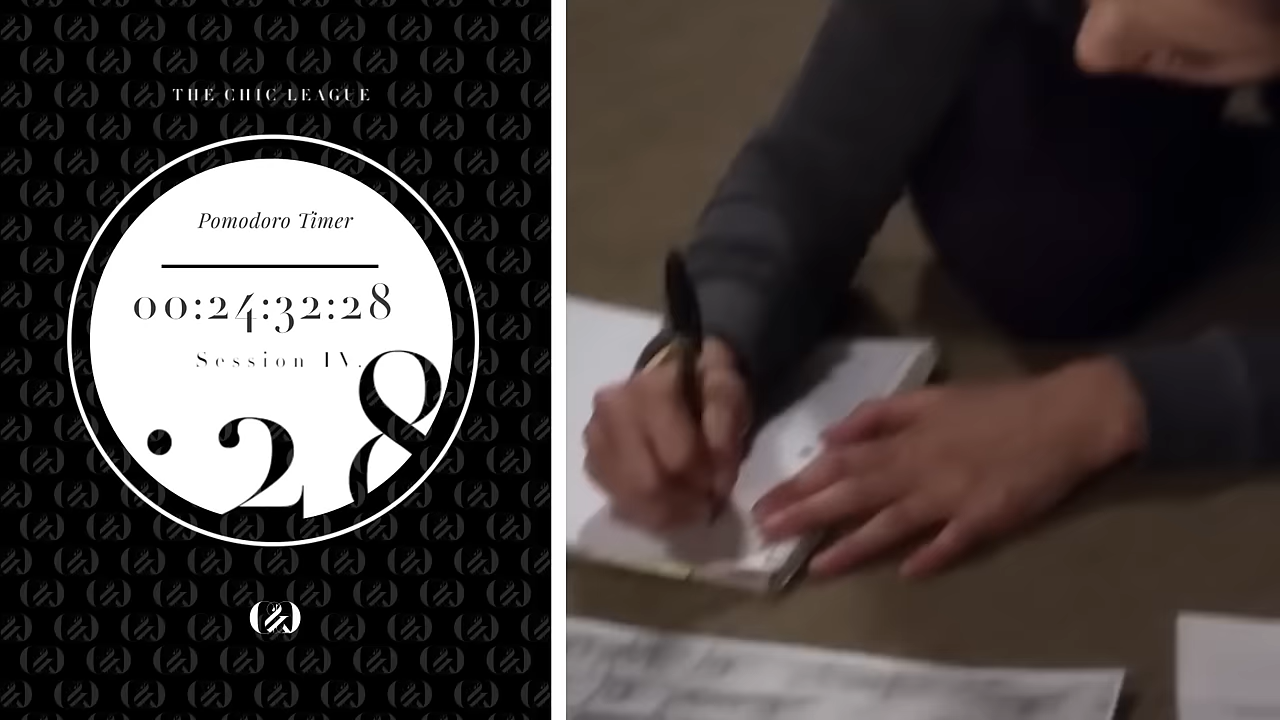 THE CHIC LEAGUE
Pomodoro Timer
00:24:32:28
Session IV.
:28